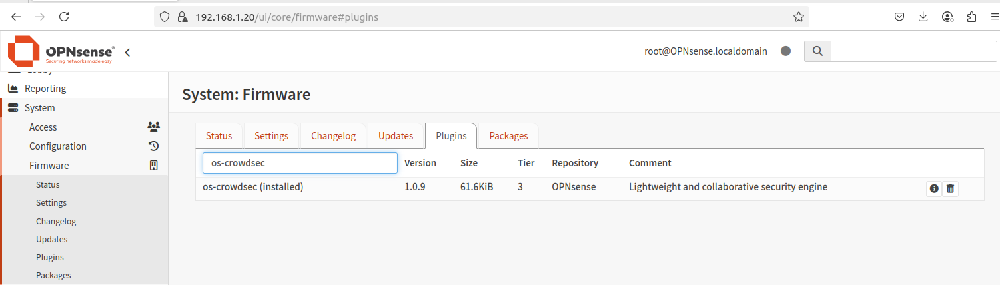 192.168.1.20/ui/core/firmware#plugins
OPNsense®
Securing networks made easy
root@OPNsense.localdomain
Lobby
Reporting
System
Access
Configuration
Firmware
Status
Settings
Changelog
Updates
Plugins
Packages
System: Firmware
Status Settings Changelog Updates Plugins Packages
os-crowdsec Version Size Tier Repository Comment
os-crowdsec (installed) 1.0.9 61.6KiB 3 OPNsense Lightweight and collaborative security engine